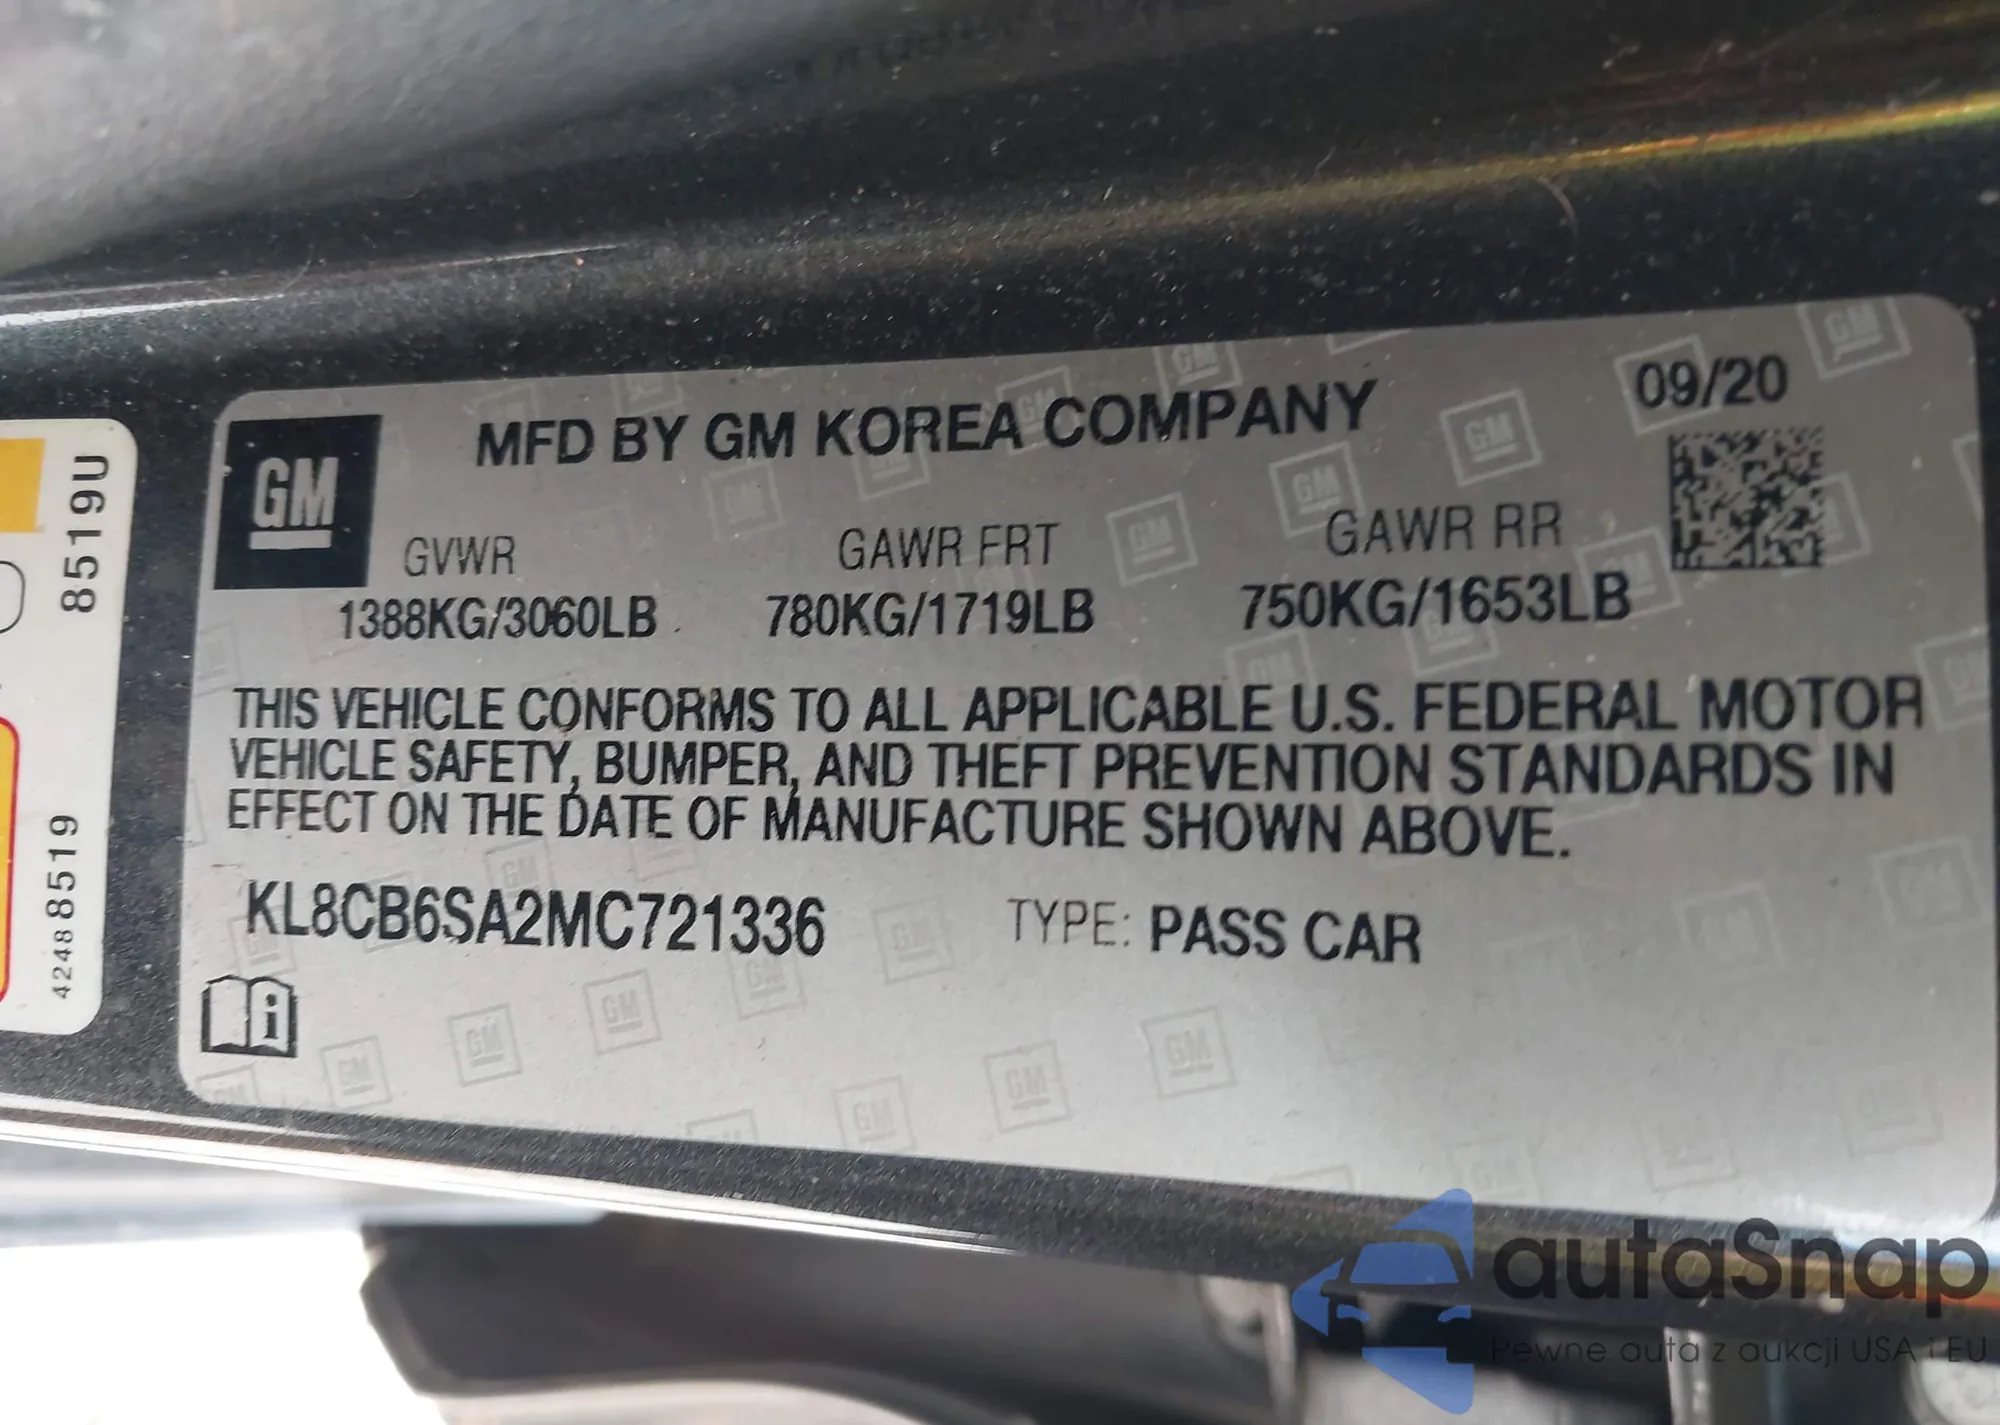 8519U
42488519
GM
MFD BY GM KOREA COMPANY
09/20
GVWR
GAWR FRT
GAWR RR
1388KG/3060LB
780KG/1719LB
750KG/1653LB
THIS VEHICLE CONFORMS TO ALL APPLICABLE U.S. FEDERAL MOTOR
VEHICLE SAFETY, BUMPER, AND THEFT PREVENTION STANDARDS IN
EFFECT ON THE DATE OF MANUFACTURE SHOWN ABOVE.
KL8CB6SA2MC721336
TYPE: PASS CAR
autaSnap
Pewne auta z aukcji USA i EU